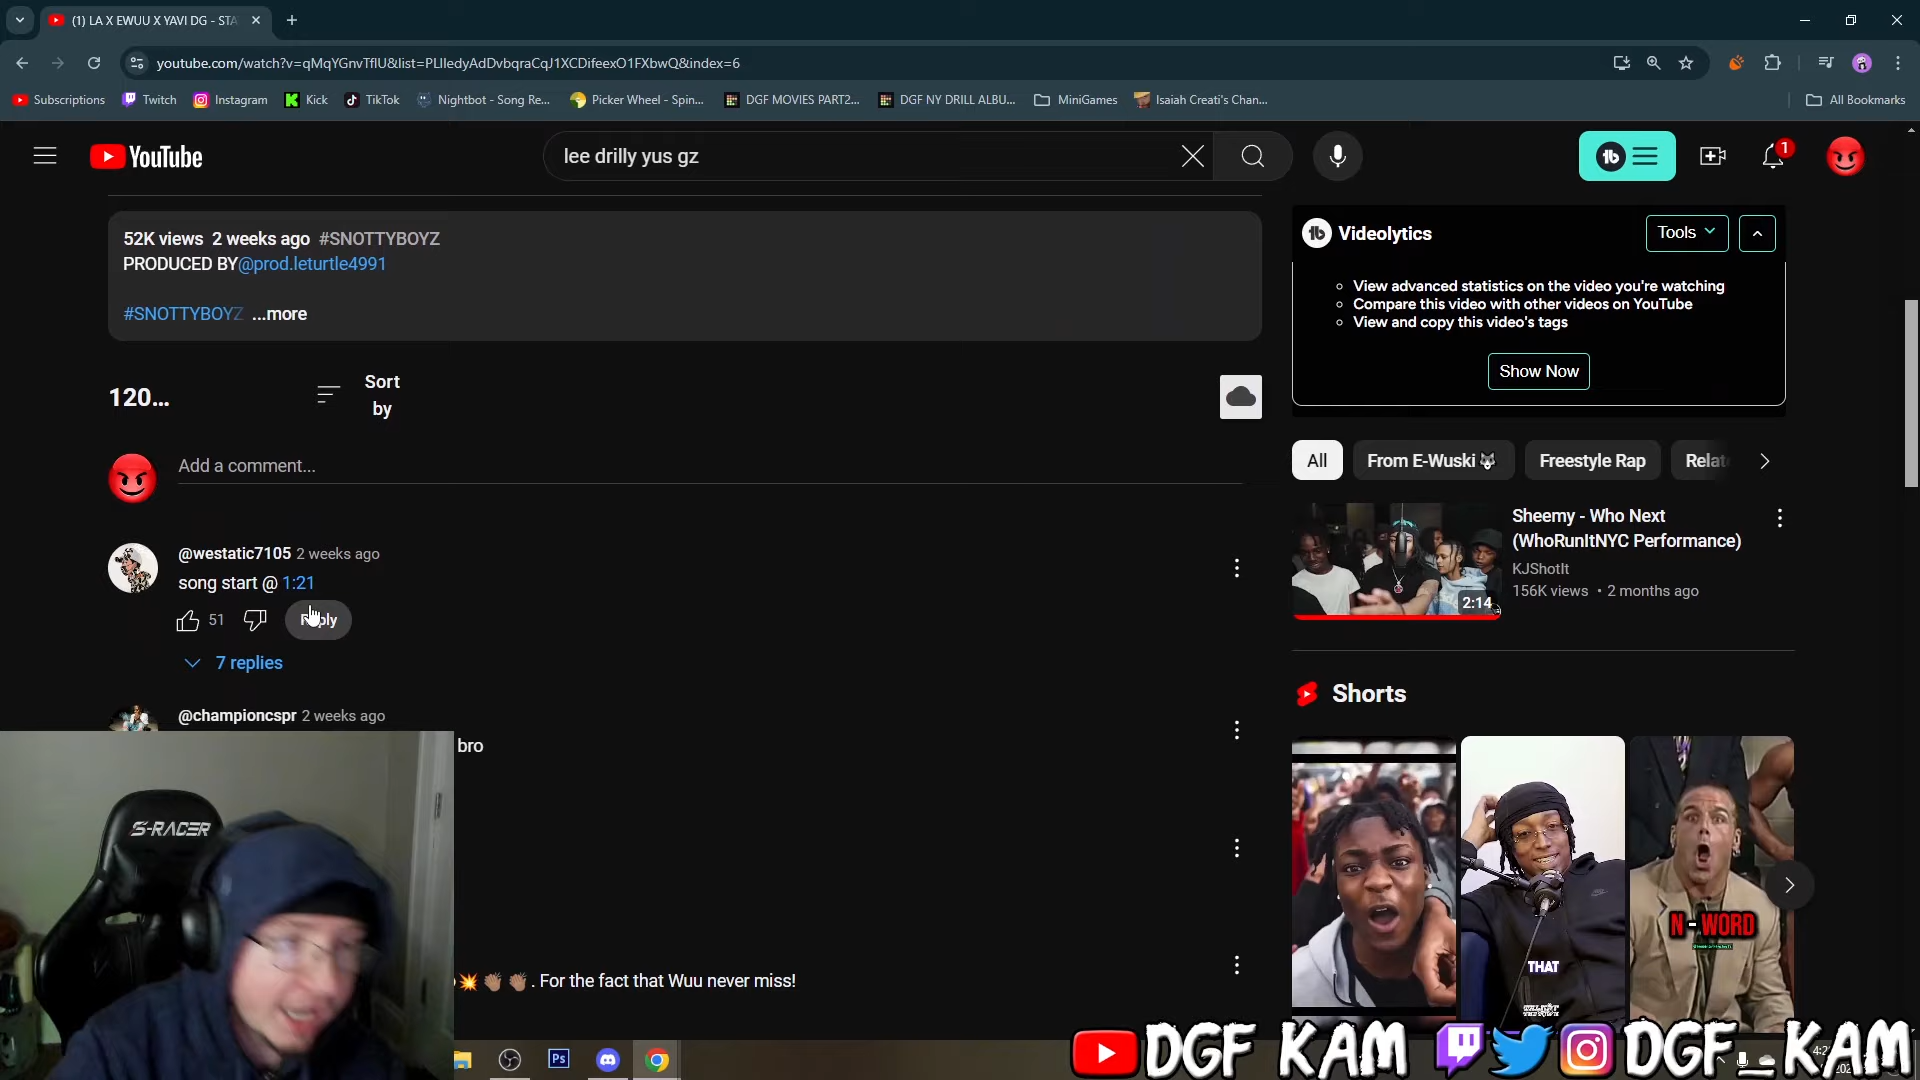 (1) LA X EWUU X YAVI DG - STA
youtube.com/watch?v=qMqYGnvTflU&list=PLIledyAdDvbqraCqJ1XCDifeexO1FXbwQ&index=6
Subscriptions
Twitch
Instagram
Kick
TikTok
Nightbot - Song Re...
Picker Wheel - Spin...
DGF MOVIES PART2...
DGF NY DRILL ALBU...
MiniGames
Isaiah Creati's Chan...
All Bookmarks
YouTube
lee drilly yus gz
1
52K views 2 weeks ago #SNOTTYBOYZ
PRODUCED BY@prod.leturtle4991
#SNOTTYBOYZ ...more
120...
Sort
by
Add a comment...
@westatic7105 2 weeks ago
song start @ 1:21
51
Reply
7 replies
@championcspr 2 weeks ago
bro
. For the fact that Wuu never miss!
Videolytics
Tools
View advanced statistics on the video you're watching
Compare this video with other videos on YouTube
View and copy this video's tags
Show Now
All
From E-Wuski
Freestyle Rap
Relat
Sheemy - Who Next
(WhoRunItNYC Performance)
KJShotIt
156K views • 2 months ago
2:14
Shorts
THAT
N-WORD
S-RACER
Ps
DGF KAM
DGF KAM